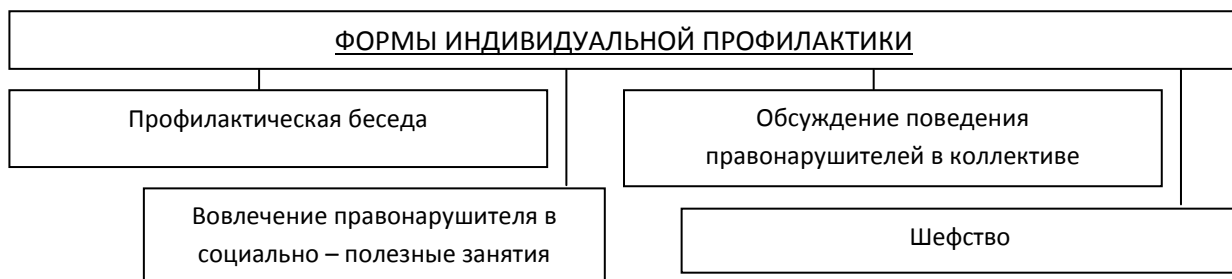 ФОРМЫ ИНДИВИДУАЛЬНОЙ ПРОФИЛАКТИКИ
Профилактическая беседа
Обсуждение поведения
правонарушителей в коллективе
Вовлечение правонарушителя в
социально – полезные занятия
Шефство